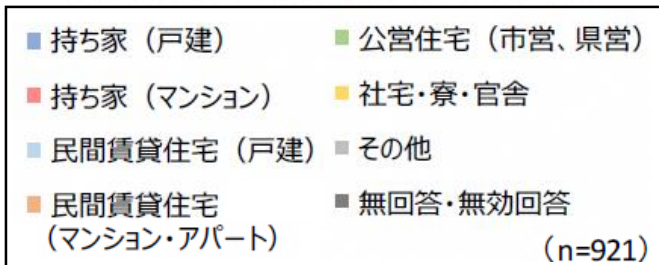 持ち家（戸建）
持ち家（マンション）
民間賃貸住宅（戸建）
民間賃貸住宅
（マンション・アパート）
公営住宅（市営、県営）
社宅・寮・官舎
その他
無回答・無効回答
（n=921）